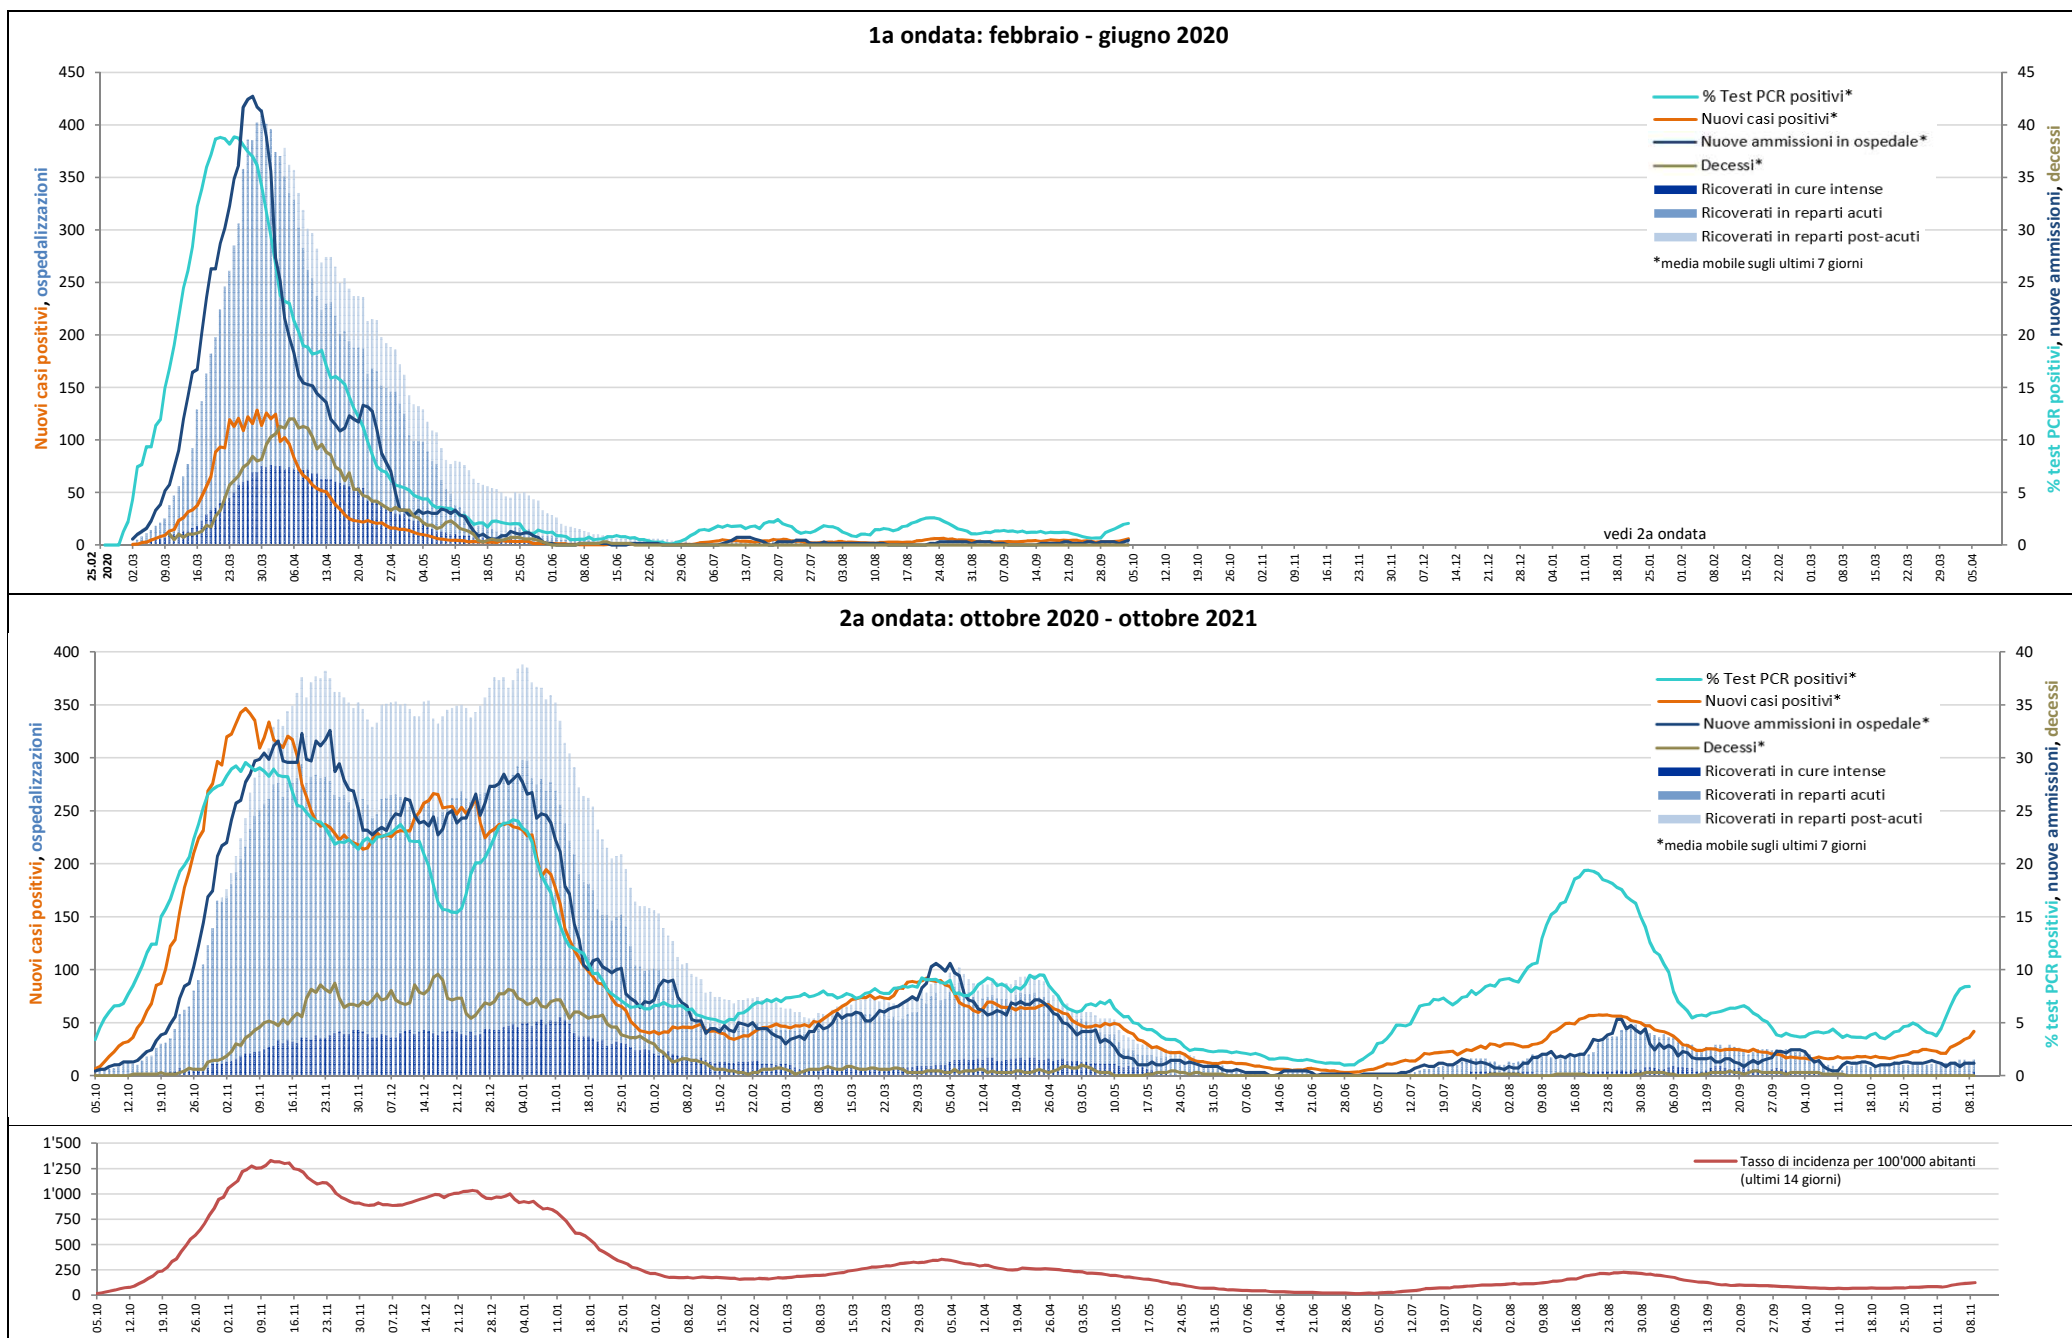 1a ondata: febbraio - giugno 2020
450
400
350
300
250
200
150
100
50
0
Nuovi casi positivi, ospedalizzazioni
45
40
35
30
25
20
15
10
5
0
% test PCR positivi, nuove ammissioni, decessi
% Test PCR positivi*
Nuovi casi positivi*
Nuove ammissioni in ospedale*
Decessi*
Ricoverati in cure intense
Ricoverati in reparti acuti
Ricoverati in reparti post-acuti
*media mobile sugli ultimi 7 giorni
vedi 2a ondata
25.02 2020 02.03 09.03 16.03 23.03 30.03 06.04 13.04 20.04 27.04 04.05 11.05 18.05 25.05 01.06 08.06 15.06 22.06 29.06 06.07 13.07 20.07 27.07 03.08 10.08 17.08 24.08 31.08 07.09 14.09 21.09 28.09 05.10 12.10 19.10 26.10 02.11 09.11 16.11 23.11 30.11 07.12 14.12 21.12 28.12 04.01 11.01 18.01 25.01 01.02 08.02 15.02 22.02 01.03 08.03 15.03 22.03 29.03 05.04
2a ondata: ottobre 2020 - ottobre 2021
400
350
300
250
200
150
100
50
0
Nuovi casi positivi, ospedalizzazioni
40
35
30
25
20
15
10
5
0
% test PCR positivi, nuove ammissioni, decessi
% Test PCR positivi*
Nuovi casi positivi*
Nuove ammissioni in ospedale*
Decessi*
Ricoverati in cure intense
Ricoverati in reparti acuti
Ricoverati in reparti post-acuti
*media mobile sugli ultimi 7 giorni
05.10 12.10 19.10 26.10 02.11 09.11 16.11 23.11 30.11 07.12 14.12 21.12 28.12 04.01 11.01 18.01 25.01 01.02 08.02 15.02 22.02 01.03 08.03 15.03 22.03 29.03 05.04 12.04 19.04 26.04 03.05 10.05 17.05 24.05 31.05 07.06 14.06 21.06 28.06 05.07 12.07 19.07 26.07 02.08 09.08 16.08 23.08 30.08 06.09 13.09 20.09 27.09 04.10 11.10 18.10 25.10 01.11 08.11
1'500
1'250
1'000
750
500
250
0
Tasso di incidenza per 100'000 abitanti
(ultimi 14 giorni)
05.10 12.10 19.10 26.10 02.11 09.11 16.11 23.11 30.11 07.12 14.12 21.12 28.12 04.01 11.01 18.01 25.01 01.02 08.02 15.02 22.02 01.03 08.03 15.03 22.03 29.03 05.04 12.04 19.04 26.04 03.05 10.05 17.05 24.05 31.05 07.06 14.06 21.06 28.06 05.07 12.07 19.07 26.07 02.08 09.08 16.08 23.08 30.08 06.09 13.09 20.09 27.09 04.10 11.10 18.10 25.10 01.11 08.11